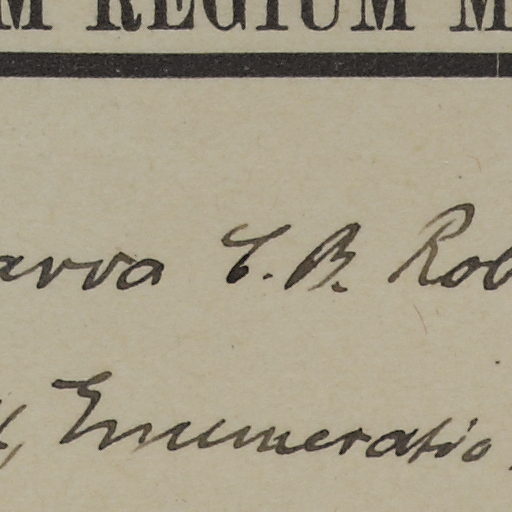 M REGIUM M
arva C. B. Rob
Enumeratio